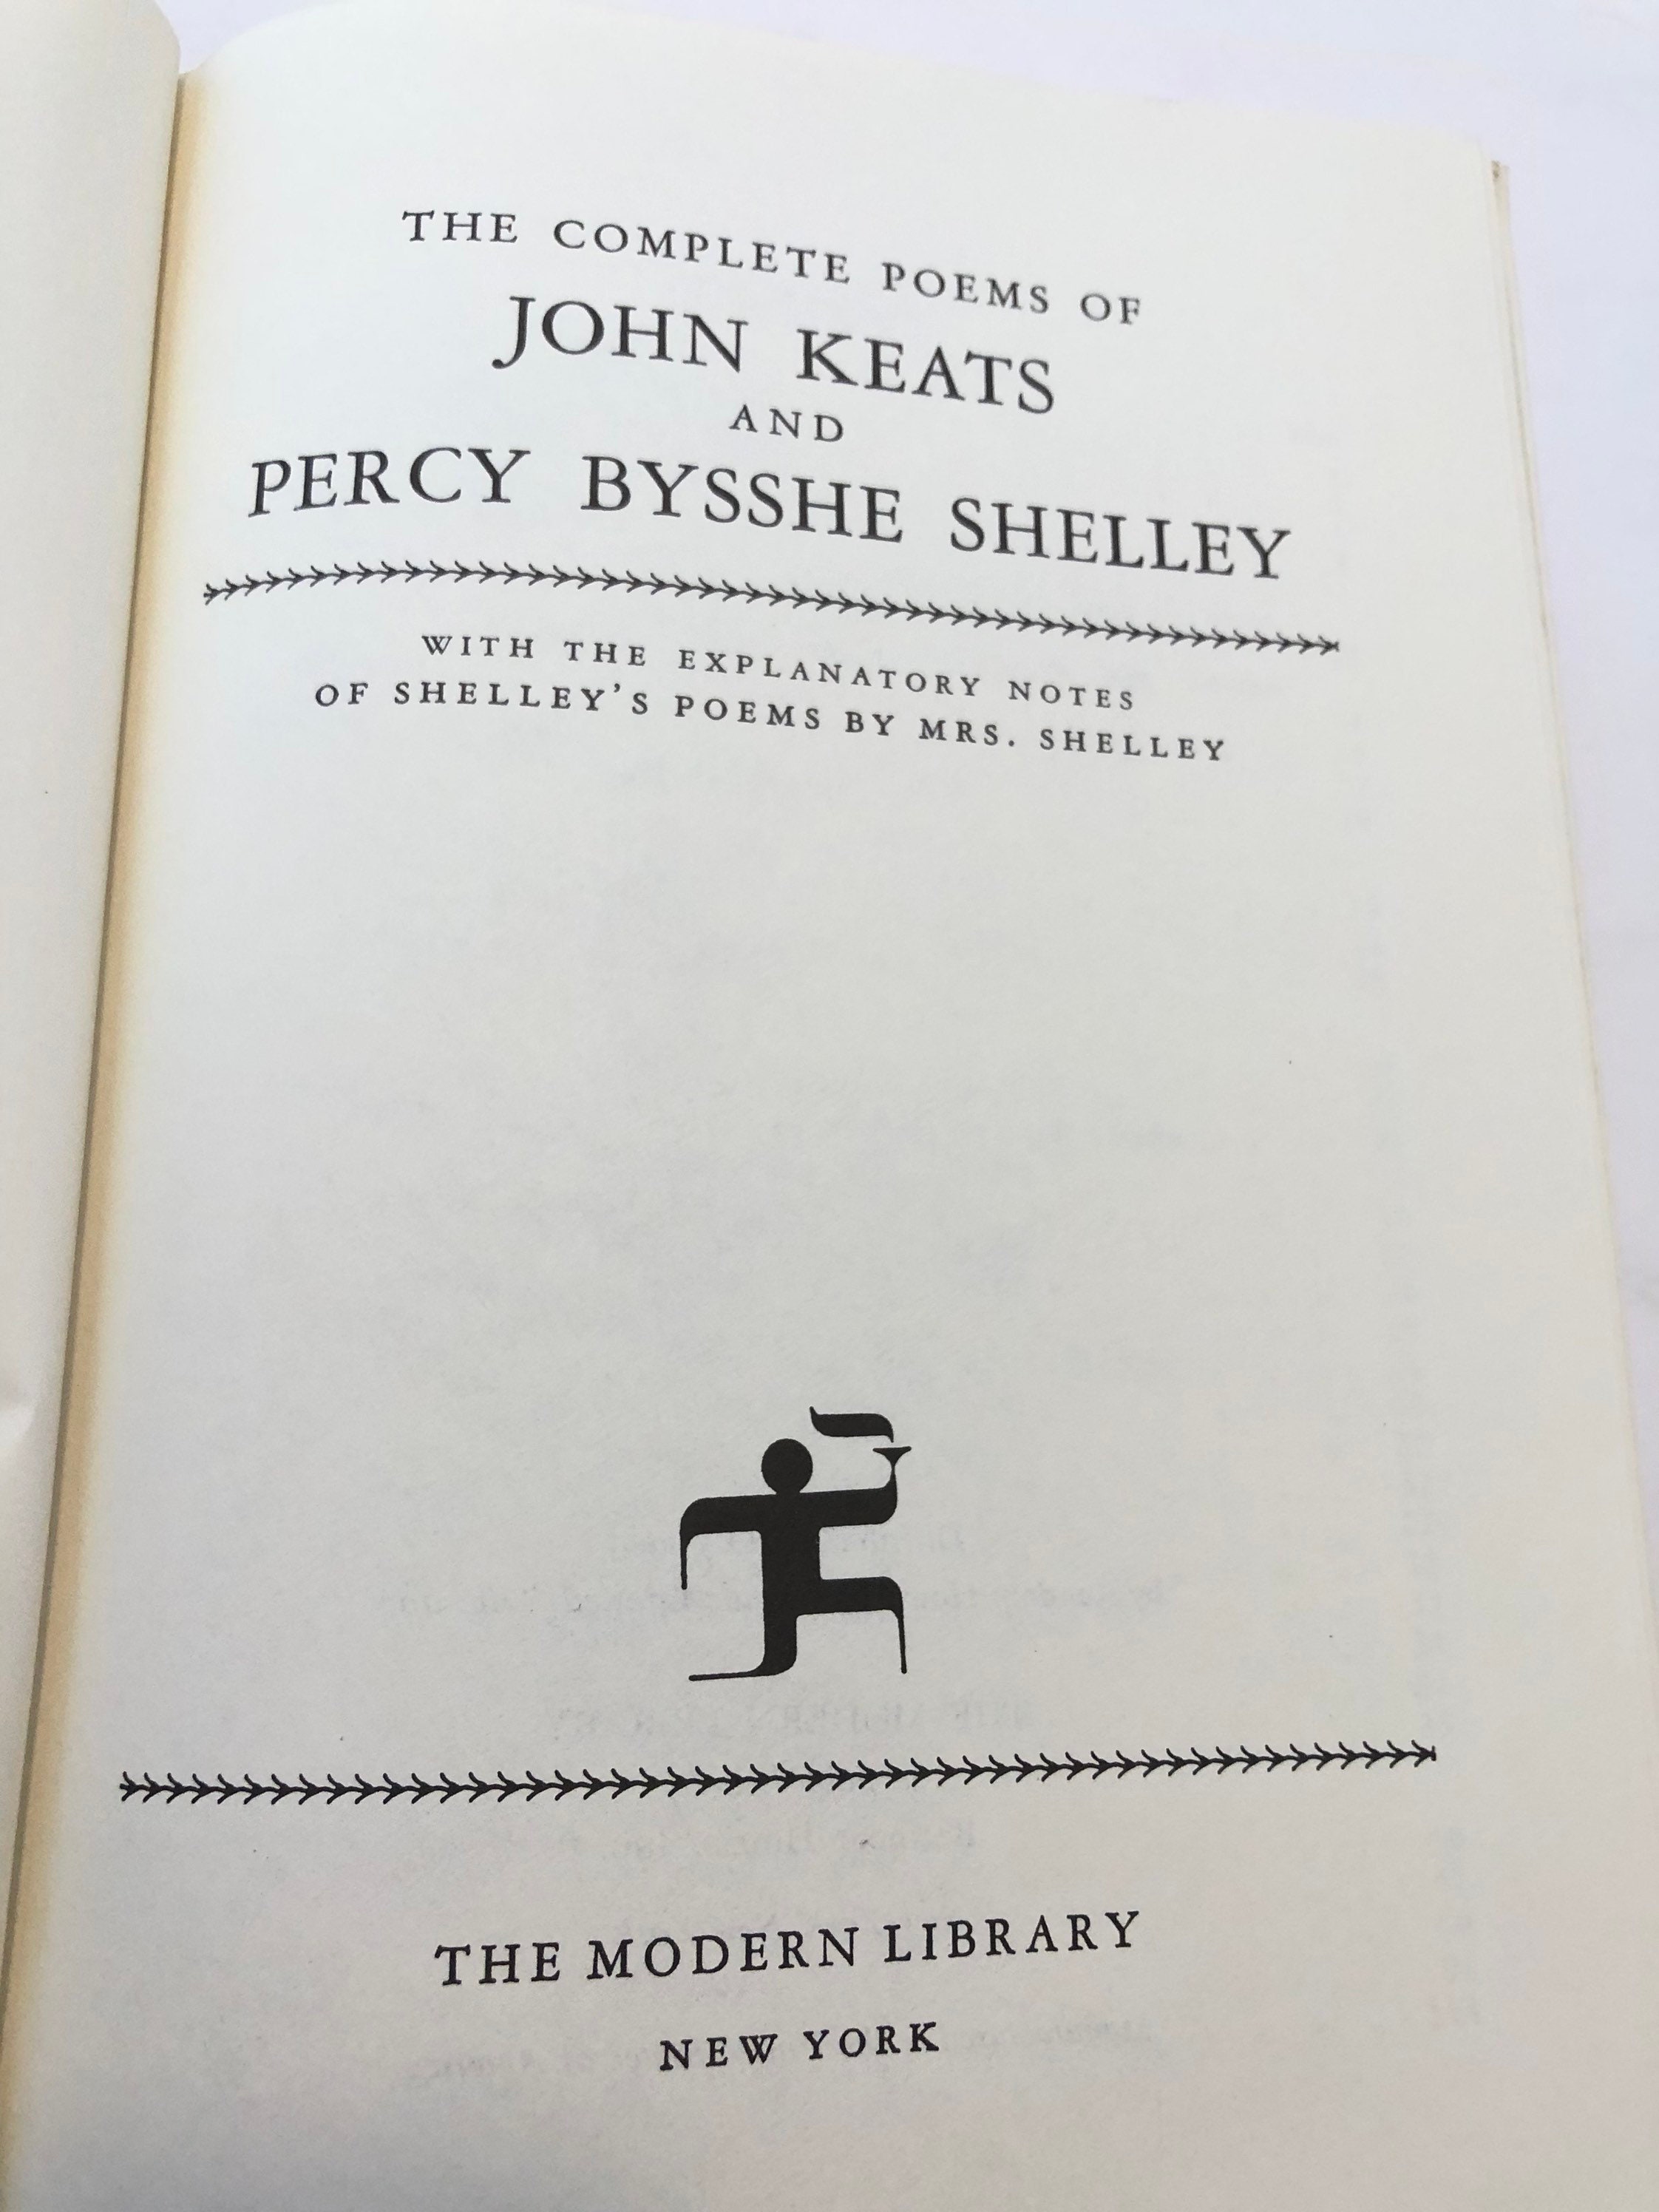 THE COMPLETE POEMS OF
JOHN KEATS
AND
PERCY BYSSHE SHELLEY
WITH THE EXPLANATORY NOTES
OF SHELLEY'S POEMS BY MRS. SHELLEY
THE MODERN LIBRARY
NEW YORK